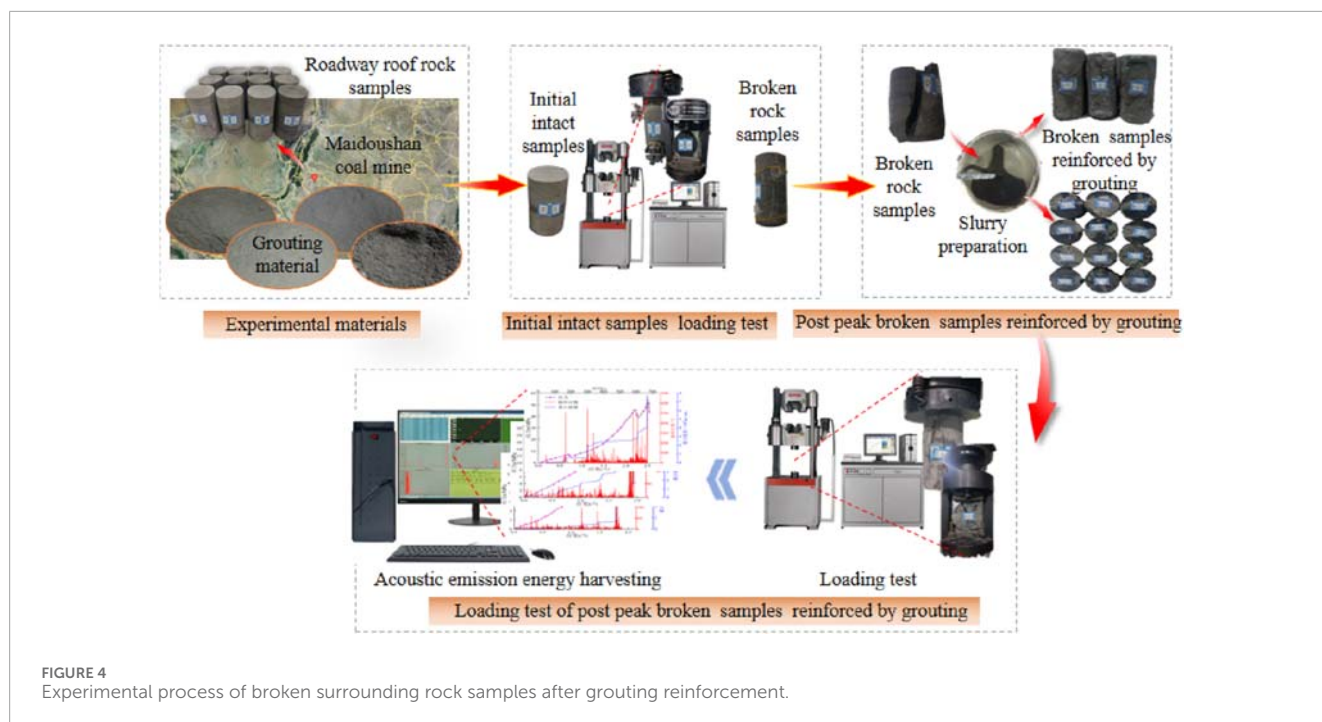 Roadway roof rock
samples
Maidoushan
coal mine
Grouting
material
Experimental materials
Initial
intact
samples
Broken
rock
samples
Initial intact samples loading test
Broken
rock
samples
Slurry
preparation
Broken samples
reinforced by
grouting
Post peak broken samples reinforced by grouting
Acoustic emission energy harvesting
Loading test
Loading test of post peak broken samples reinforced by grouting
FIGURE 4
Experimental process of broken surrounding rock samples after grouting reinforcement.